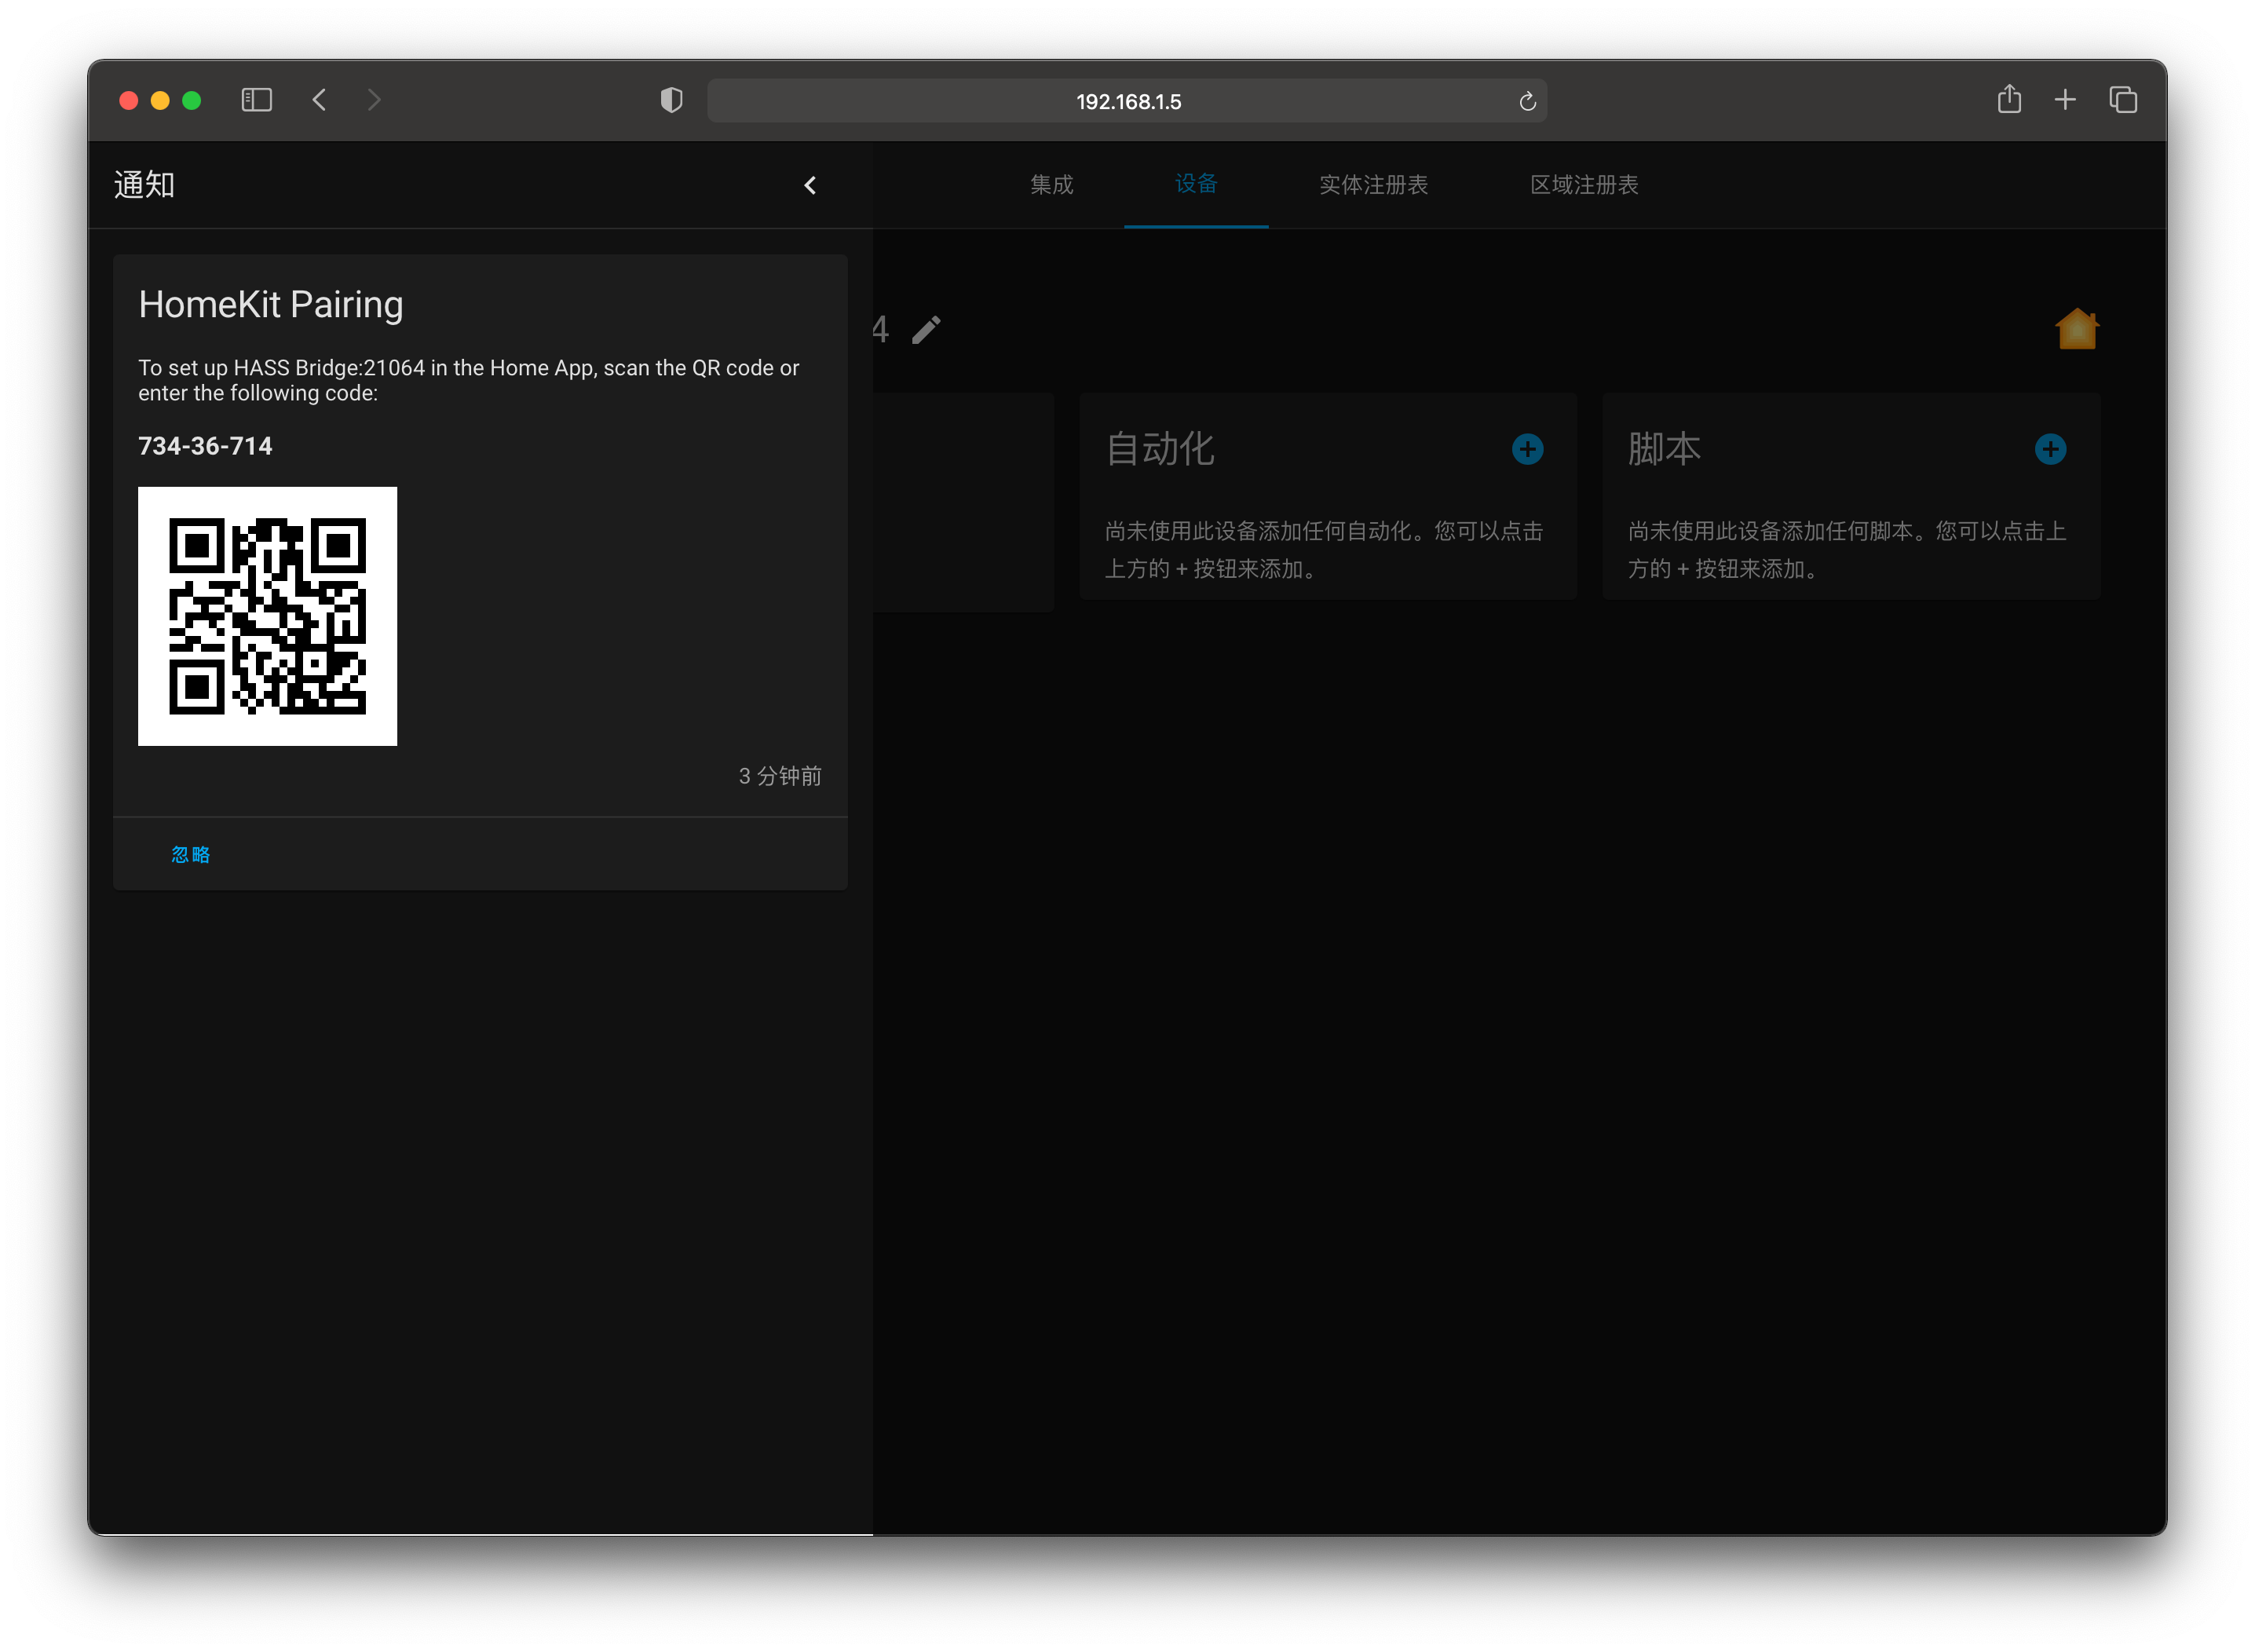 192.168.1.5
通知
集成
设备
实体注册表
区域注册表
HomeKit Pairing
To set up HASS Bridge:21064 in the Home App, scan the QR code or
enter the following code:
734-36-714
3 分钟前
忽略
4
自动化
尚未使用此设备添加任何自动化。您可以点击
上方的 + 按钮来添加。
脚本
尚未使用此设备添加任何脚本。您可以点击上
方的 + 按钮来添加。